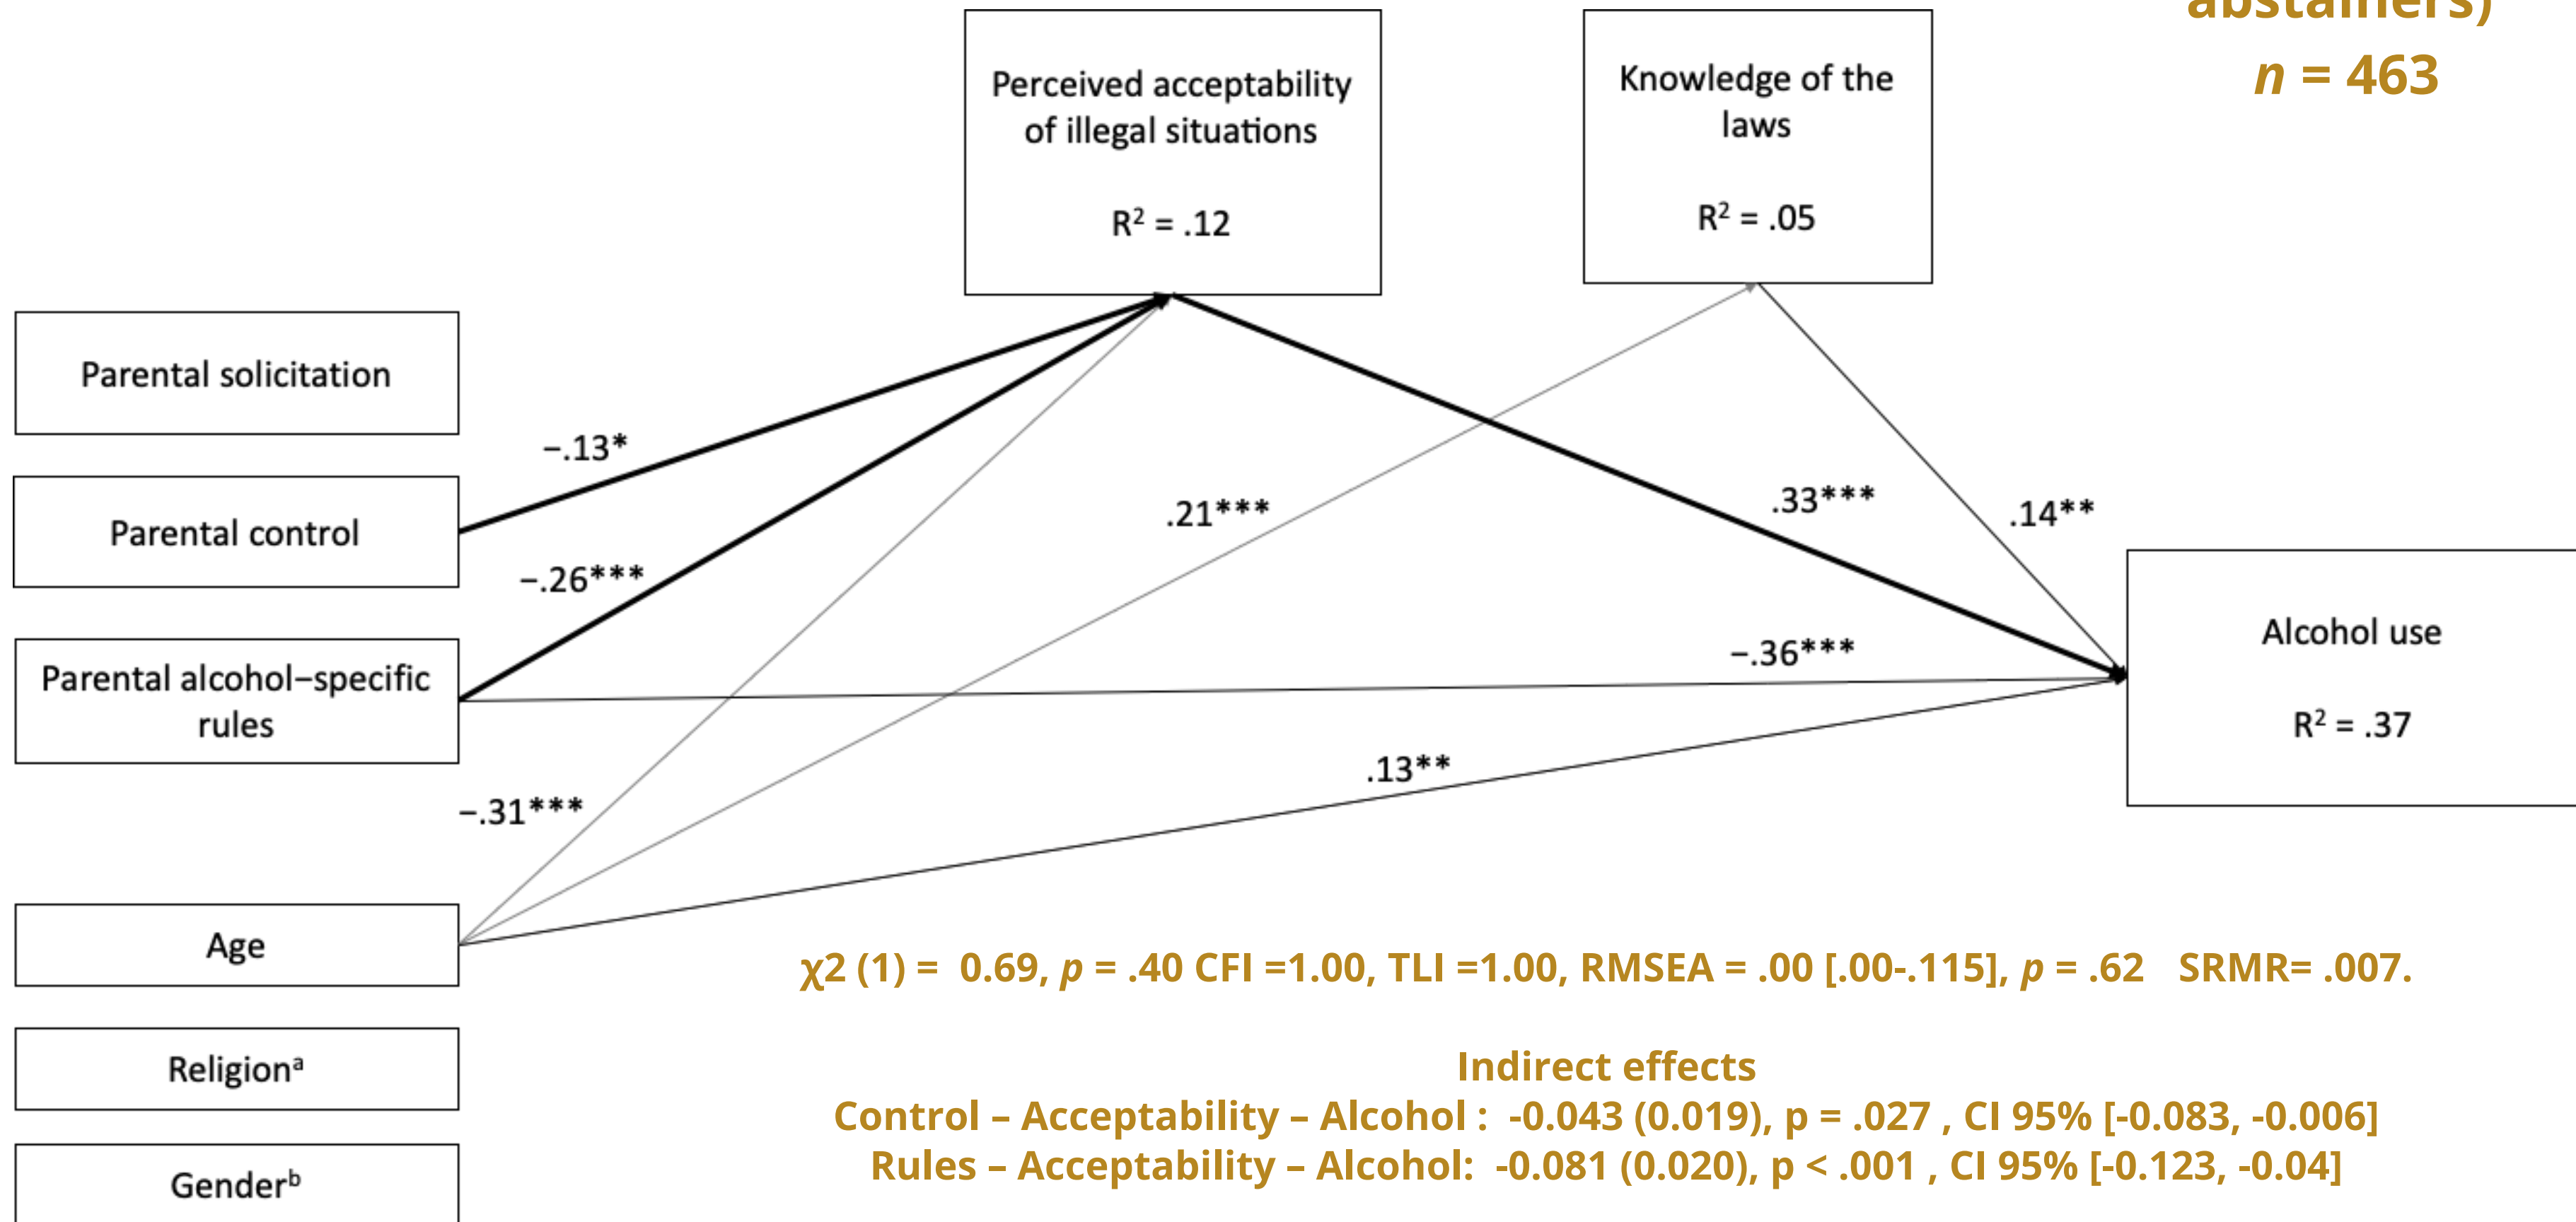 abstainers)
n = 463
Perceived acceptability
of illegal situations
R² = .12
Knowledge of the
laws
R² = .05
Parental solicitation
Parental control
Parental alcohol–specific
rules
Age
Religionᵃ
Genderᵇ
–.13*
–.26***
–.31***
.21***
.33***
.14**
–.36***
.13**
Alcohol use
R² = .37
χ2 (1) = 0.69, p = .40 CFI =1.00, TLI =1.00, RMSEA = .00 [.00-.115], p = .62 SRMR= .007.
Indirect effects
Control – Acceptability – Alcohol : -0.043 (0.019), p = .027 , CI 95% [-0.083, -0.006]
Rules – Acceptability – Alcohol: -0.081 (0.020), p < .001 , CI 95% [-0.123, -0.04]